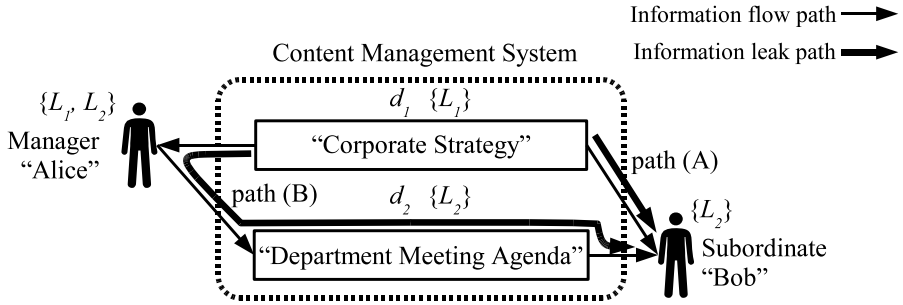 Information flow path
Information leak path
Content Management System
{L1, L2}
Manager
“Alice”
d1 {L1}
“Corporate Strategy”
path (A)
path (B)
d2 {L2}
“Department Meeting Agenda”
{L2}
Subordinate
“Bob”